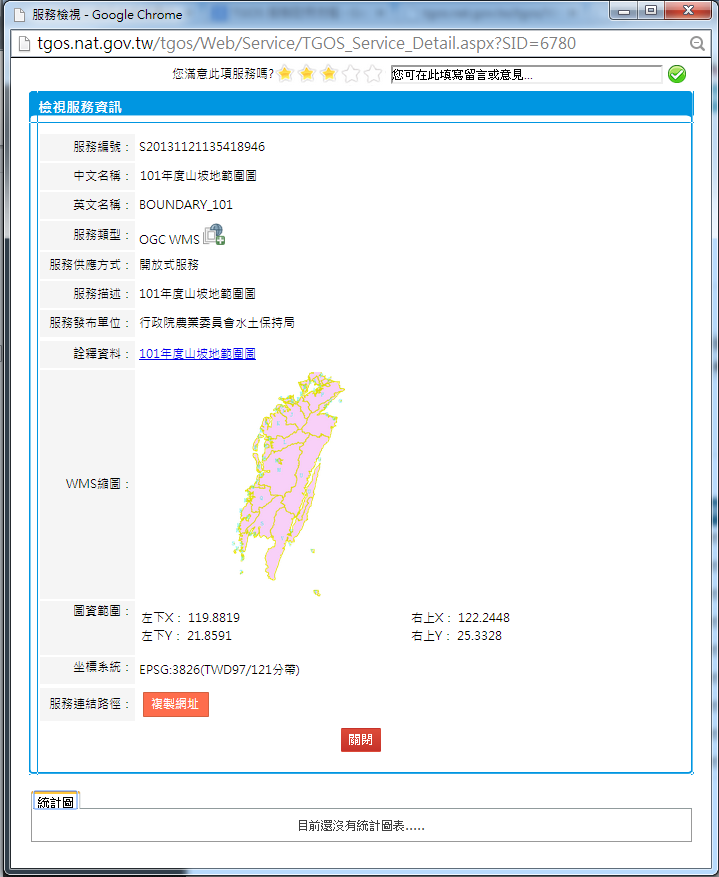 服務檢視 - Google Chrome
tgos.nat.gov.tw/tgos/Web/Service/TGOS_Service_Detail.aspx?SID=6780
您滿意此項服務嗎? 您可在此填寫留言或意見...
檢視服務資訊
服務編號： S20131121135418946
中文名稱： 101年度山坡地範圍圖
英文名稱： BOUNDARY_101
服務類型： OGC WMS
服務供應方式： 開放式服務
服務描述： 101年度山坡地範圍圖
服務發布單位： 行政院農業委員會水土保持局
詮釋資料： 101年度山坡地範圍圖
WMS縮圖：
圖資範圍： 左下X： 119.8819 右上X： 122.2448
左下Y： 21.8591 右上Y： 25.3328
坐標系統： EPSG:3826(TWD97/121分帶)
服務連結路徑： 複製網址
關閉
統計圖
目前還沒有統計圖表.....